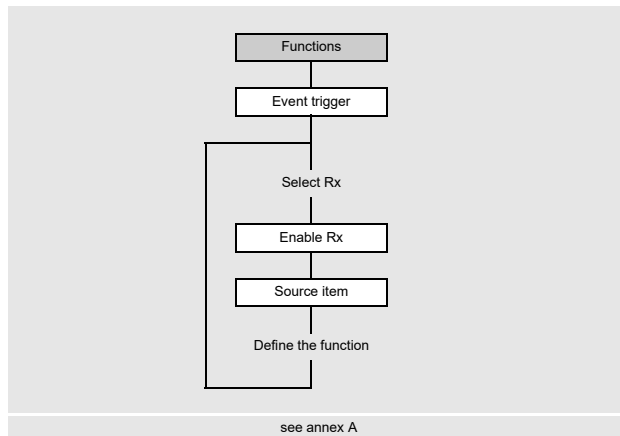 Functions
Event trigger
Select Rx
Enable Rx
Source item
Define the function
see annex A